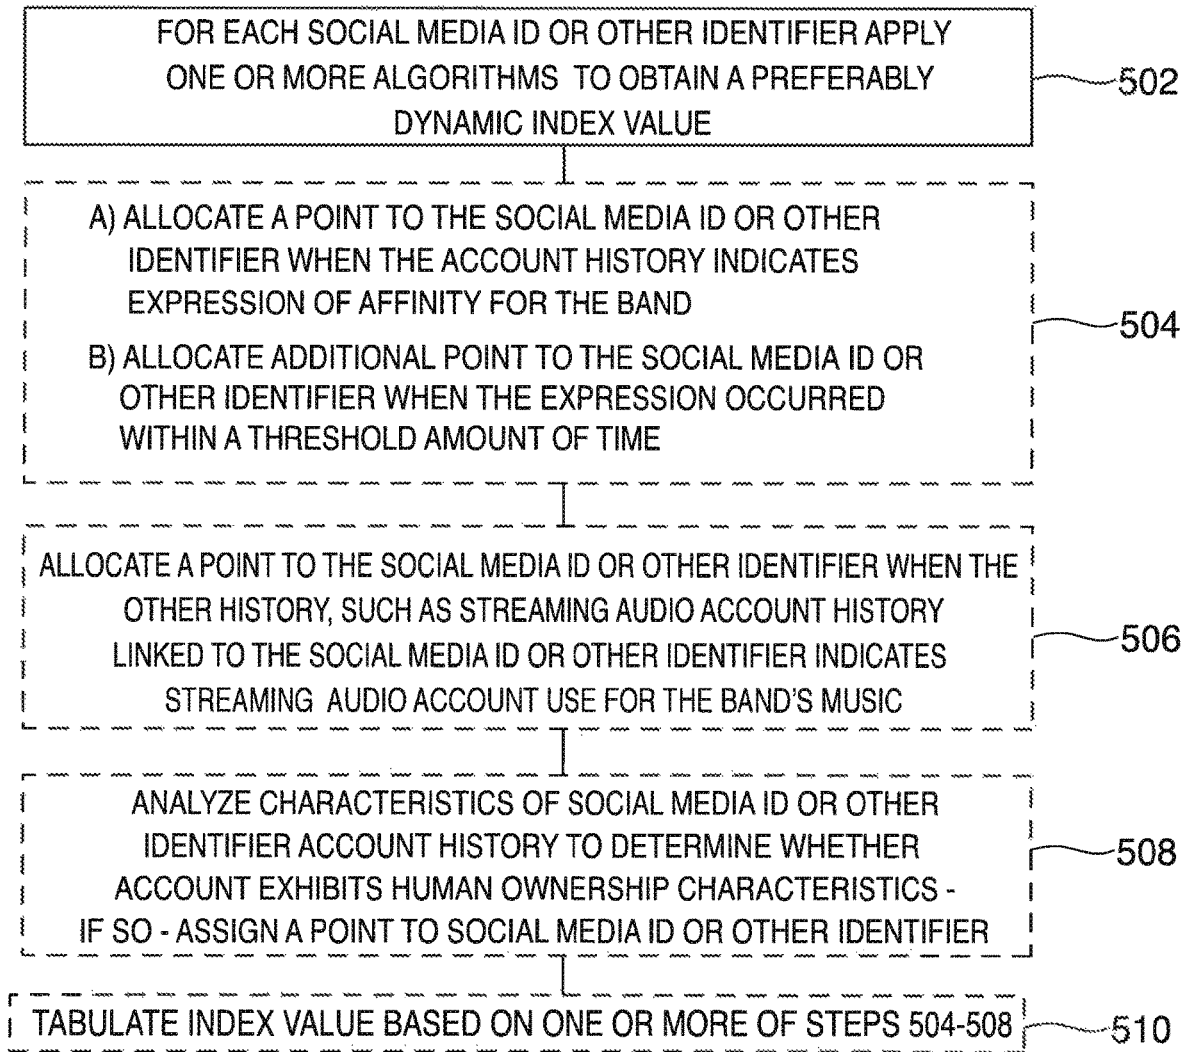 FOR EACH SOCIAL MEDIA ID OR OTHER IDENTIFIER APPLY
ONE OR MORE ALGORITHMS TO OBTAIN A PREFERABLY
DYNAMIC INDEX VALUE
502
A) ALLOCATE A POINT TO THE SOCIAL MEDIA ID OR OTHER
IDENTIFIER WHEN THE ACCOUNT HISTORY INDICATES
EXPRESSION OF AFFINITY FOR THE BAND
B) ALLOCATE ADDITIONAL POINT TO THE SOCIAL MEDIA ID OR
OTHER IDENTIFIER WHEN THE EXPRESSION OCCURRED
WITHIN A THRESHOLD AMOUNT OF TIME
504
ALLOCATE A POINT TO THE SOCIAL MEDIA ID OR OTHER IDENTIFIER WHEN THE
OTHER HISTORY, SUCH AS STREAMING AUDIO ACCOUNT HISTORY
LINKED TO THE SOCIAL MEDIA ID OR OTHER IDENTIFIER INDICATES
STREAMING AUDIO ACCOUNT USE FOR THE BAND'S MUSIC
506
ANALYZE CHARACTERISTICS OF SOCIAL MEDIA ID OR OTHER
IDENTIFIER ACCOUNT HISTORY TO DETERMINE WHETHER
ACCOUNT EXHIBITS HUMAN OWNERSHIP CHARACTERISTICS -
IF SO - ASSIGN A POINT TO SOCIAL MEDIA ID OR OTHER IDENTIFIER
508
TABULATE INDEX VALUE BASED ON ONE OR MORE OF STEPS 504-508
510